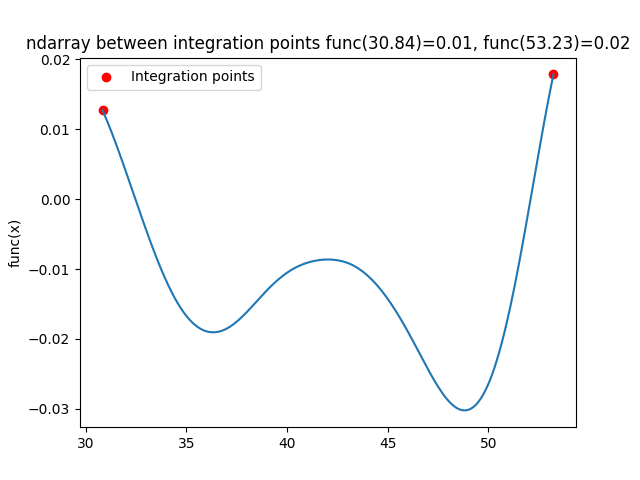 ndarray between integration points func(30.84)=0.01, func(53.23)=0.02
Integration points
func(x)
0.02
0.01
0.00
−0.01
−0.02
−0.03
30 35 40 45 50